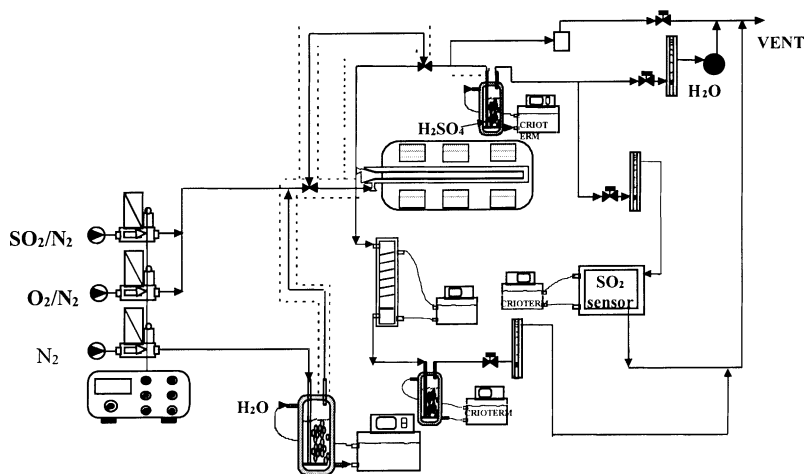 VENT
H2O
H2SO4
CRIOT
ERM
SO2/N2
O2/N2
N2
CRIOTERM
SO2
sensor
H2O
CRIOTERM